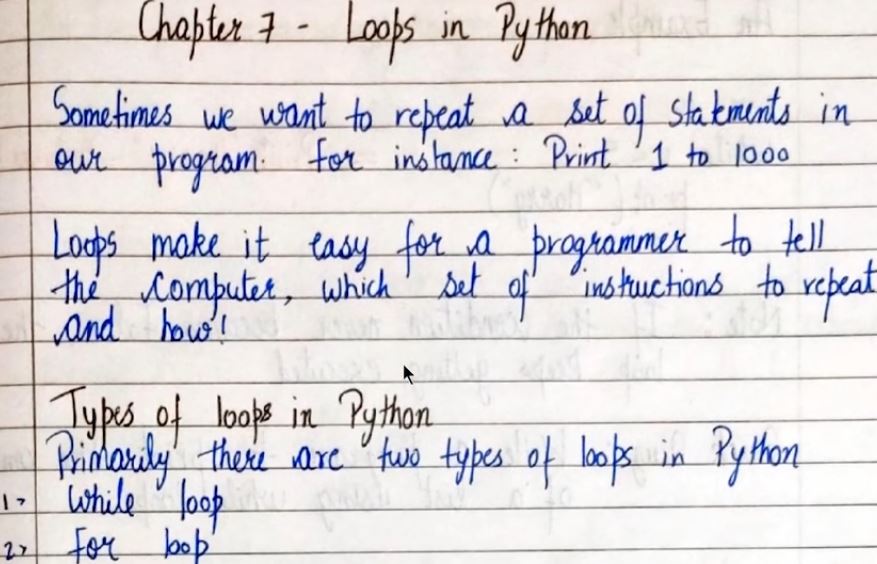 Chapter 7 - Loops in Python
Sometimes we want to repeat a set of statements in
our program. For instance : Print 1 to 1000
Loops make it easy for a programmer to tell
the computer, which set of instructions to repeat
and how!
Types of loops in Python
Primarily there are two types of loops in Python
1> While loop
2> For loop